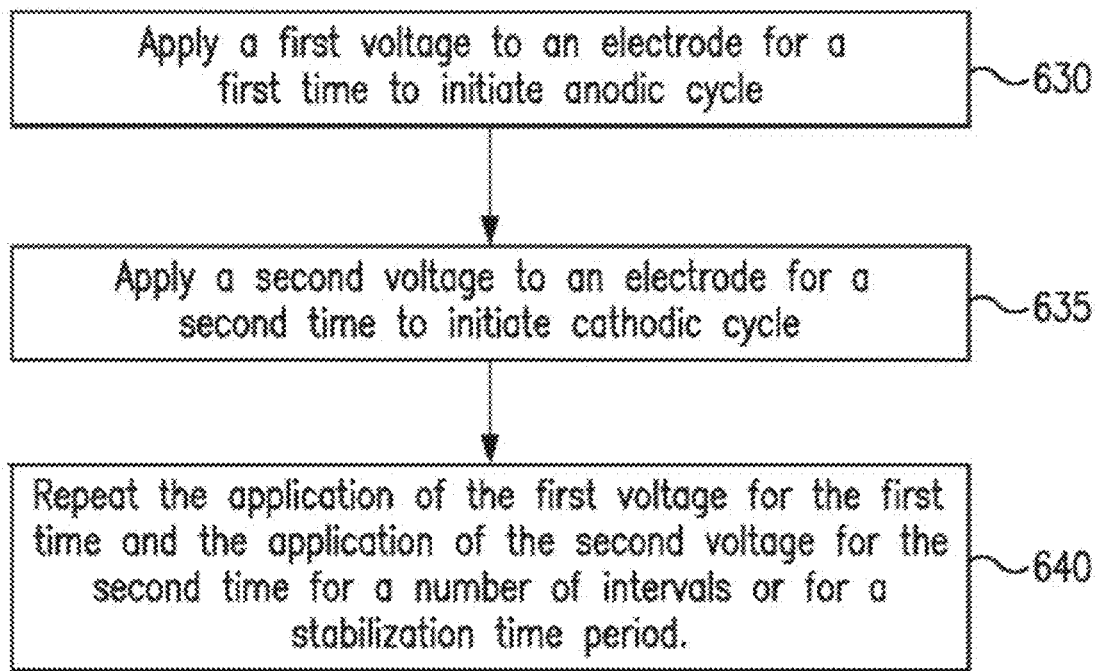 Apply a first voltage to an electrode for a
first time to initiate anodic cycle
630
Apply a second voltage to an electrode for a
second time to initiate cathodic cycle
635
Repeat the application of the first voltage for the first
time and the application of the second voltage for the
second time for a number of intervals or for a
stabilization time period.
640